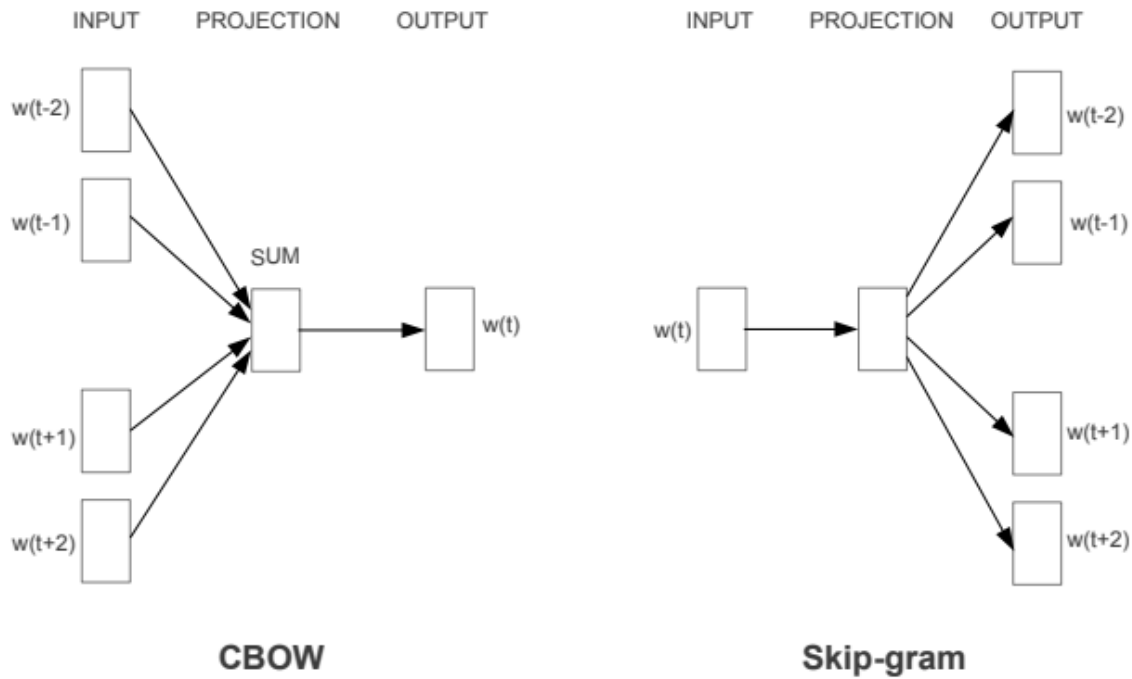 INPUT PROJECTION OUTPUT
w(t-2)
w(t-1)
SUM
w(t)
w(t+1)
w(t+2)
CBOW
INPUT PROJECTION OUTPUT
w(t-2)
w(t-1)
w(t)
w(t+1)
w(t+2)
Skip-gram